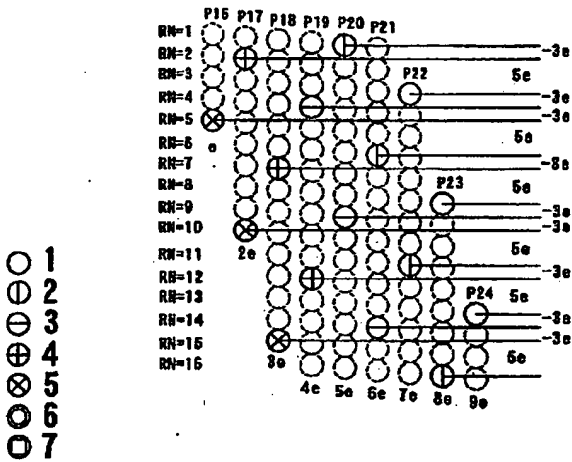 P16 P17 P18 P19 P20 P21
RN=1
RN=2
-3e
RN=3
P22
5e
RN=4
-3e
-3e
RN=5
e
5e
RN=6
RN=7
-3e
RN=8
P23
5e
RN=9
-3e
RN=10
-3e
2e
5e
RN=11
-3e
RN=12
P24
5e
RN=13
RN=14
-3e
RN=15
-3e
3e
5e
RN=16
4e 5e 6e 7e 8e 9e
1
2
3
4
5
6
7